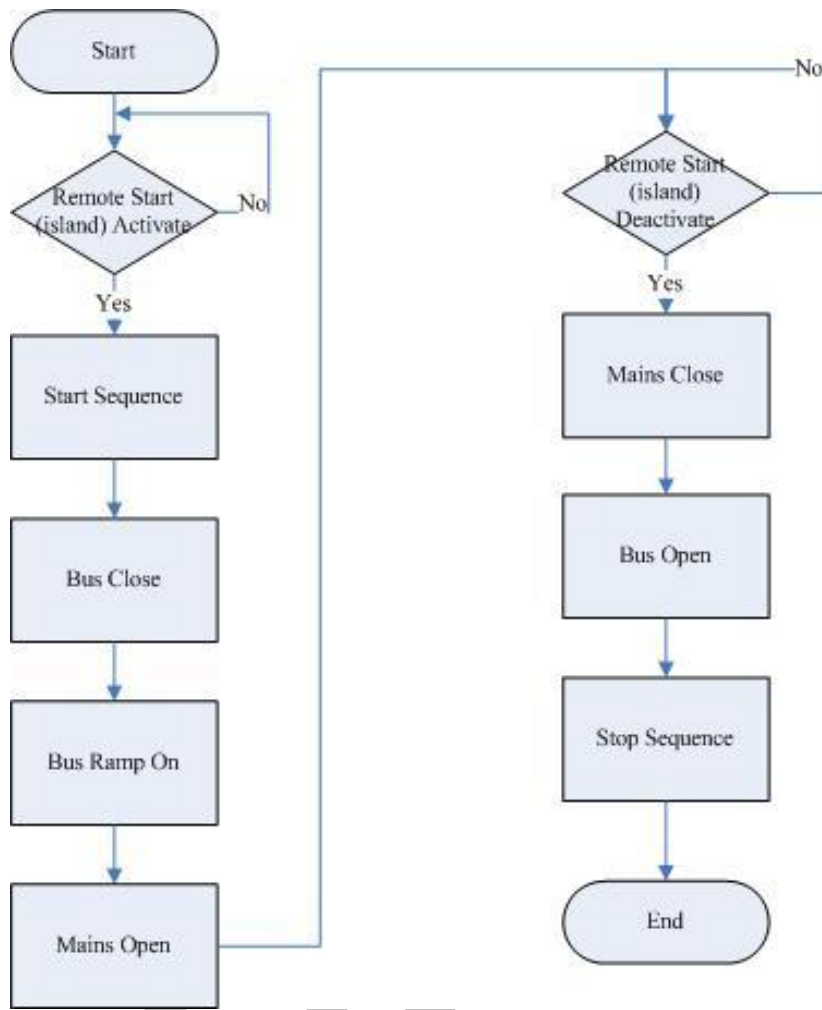 Start
Remote Start
(island) Activate
No
Yes
Start Sequence
Bus Close
Bus Ramp On
Mains Open
No
Remote Start
(island)
Deactivate
Yes
Mains Close
Bus Open
Stop Sequence
End